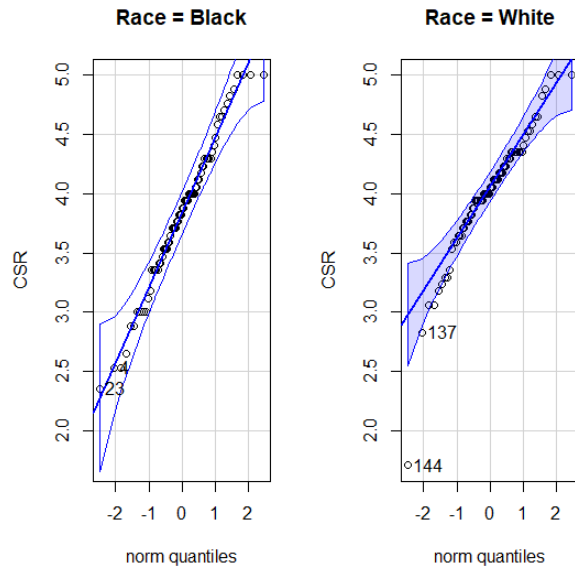 Race = Black
CSR
5.0
4.5
4.0
3.5
3.0
2.5
2.0
4
23
-2 -1 0 1 2
norm quantiles
Race = White
CSR
5.0
4.5
4.0
3.5
3.0
2.5
2.0
137
144
-2 -1 0 1 2
norm quantiles